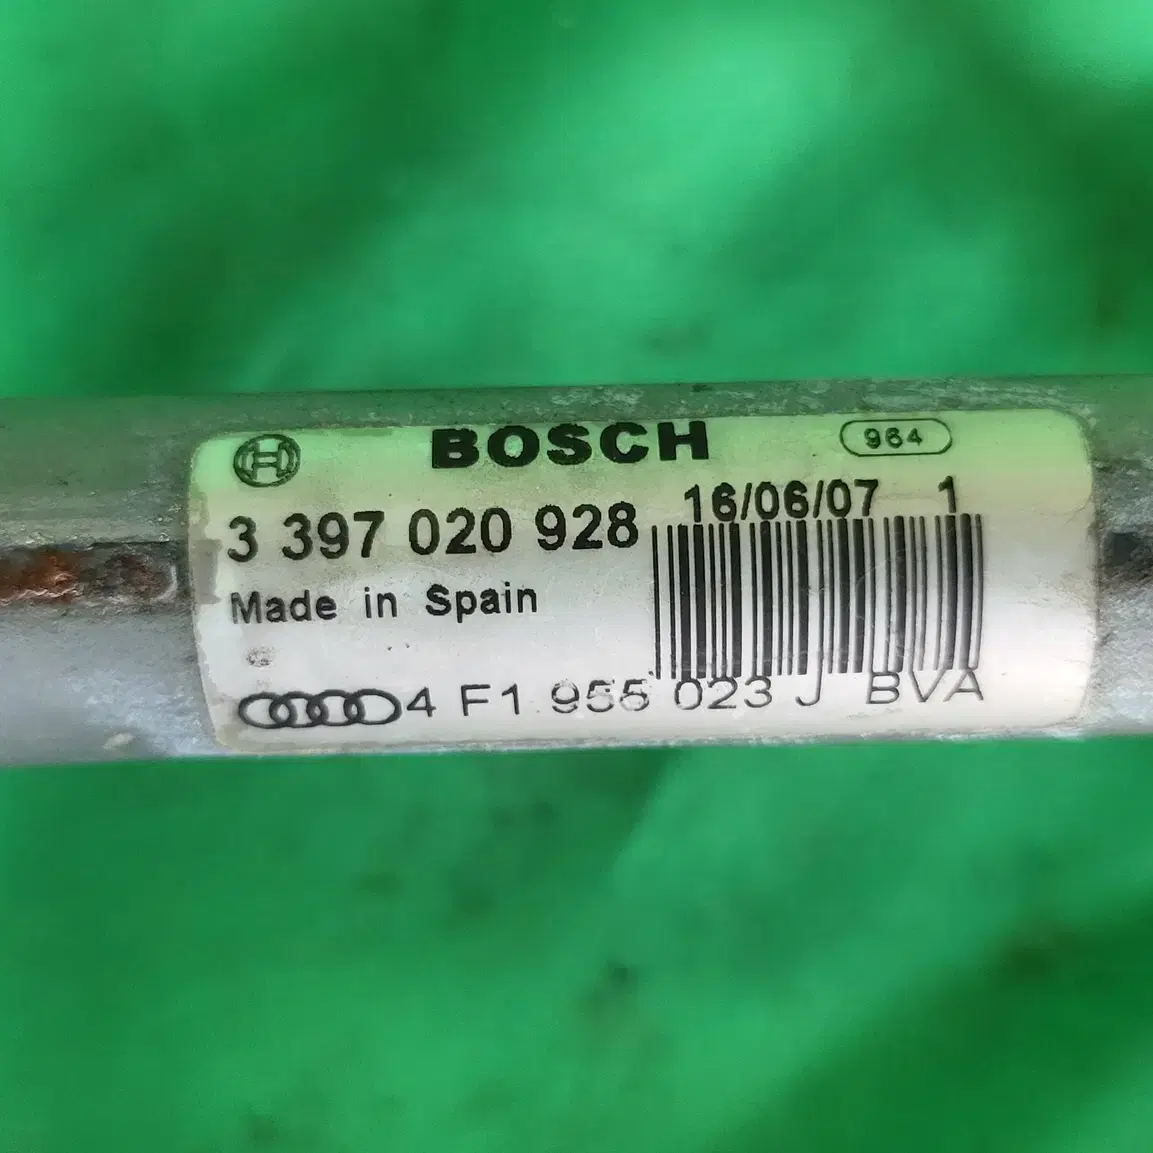 BOSCH 964
3 397 020 928 16/06/07 1
Made in Spain
4 F1 955 023 J BVA